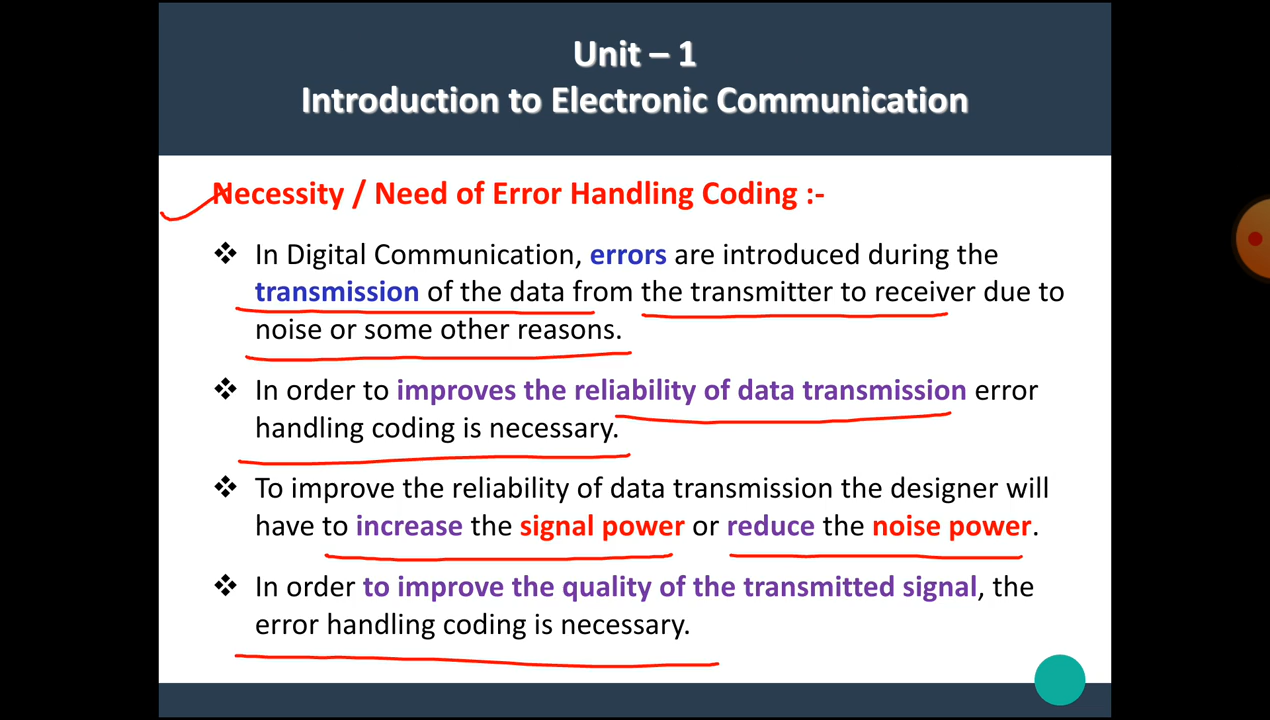 Unit – 1
Introduction to Electronic Communication
Necessity / Need of Error Handling Coding :-
❖ In Digital Communication, errors are introduced during the
transmission of the data from the transmitter to receiver due to
noise or some other reasons.
❖ In order to improves the reliability of data transmission error
handling coding is necessary.
❖ To improve the reliability of data transmission the designer will
have to increase the signal power or reduce the noise power.
❖ In order to improve the quality of the transmitted signal, the
error handling coding is necessary.